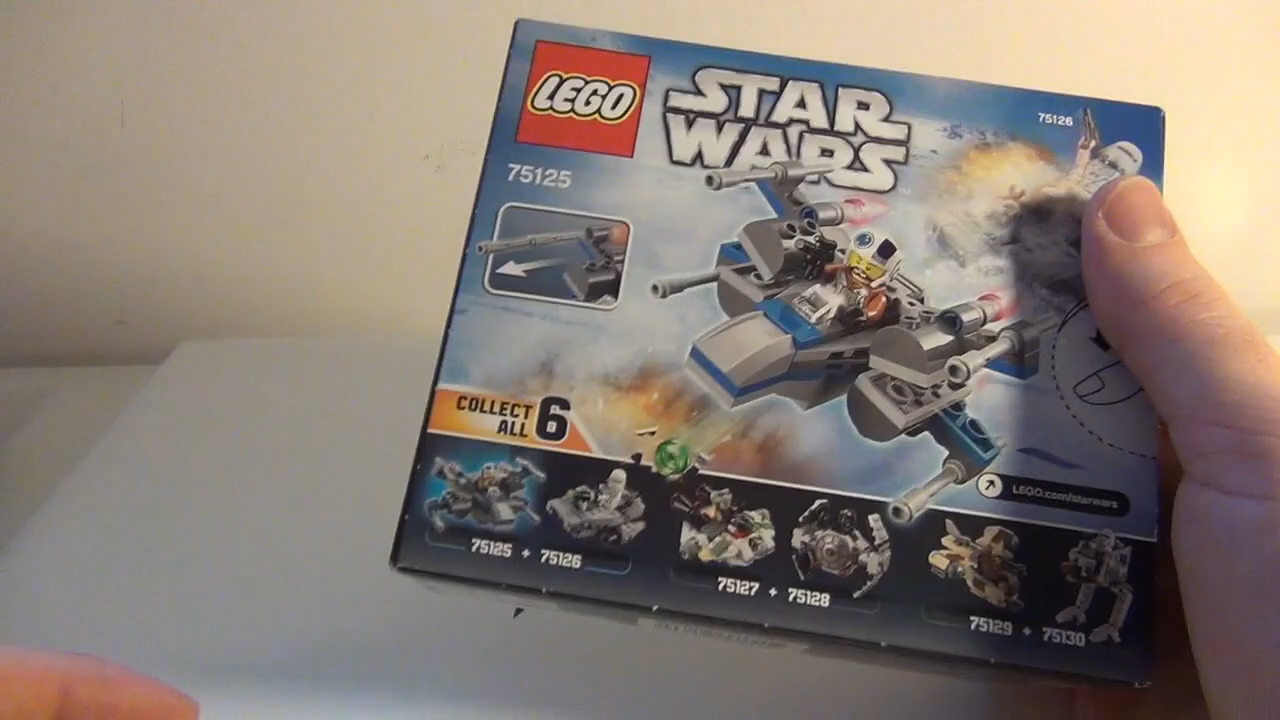 LEGO
STAR
WARS
75126
75125
COLLECT
ALL 6
LEGO.com/starwars
75125 + 75126
75127 + 75128
75129 + 75130